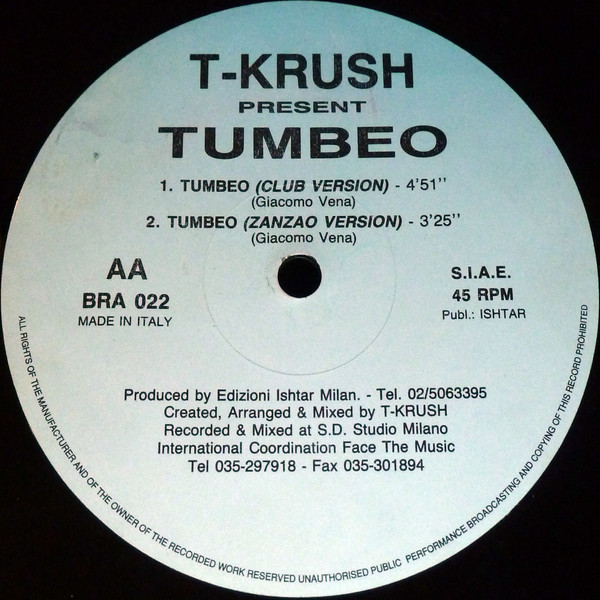 T-KRUSH
PRESENT
TUMBEO
1. TUMBEO (CLUB VERSION) - 4'51''
(Giacomo Vena)
2. TUMBEO (ZANZAO VERSION) - 3'25''
(Giacomo Vena)
AA
BRA 022
MADE IN ITALY
S.I.A.E.
45 RPM
Publ.: ISHTAR
Produced by Edizioni Ishtar Milan. - Tel. 02/5063395
Created, Arranged & Mixed by T-KRUSH
Recorded & Mixed at S.D. Studio Milano
International Coordination Face The Music
Tel 035-297918 - Fax 035-301894
ALL RIGHTS OF THE MANUFACTURER AND OF THE OWNER OF THE RECORDED WORK RESERVED UNAUTHORISED PUBLIC PERFORMANCE BROADCASTING AND COPYING OF THIS RECORD PROHIBITED